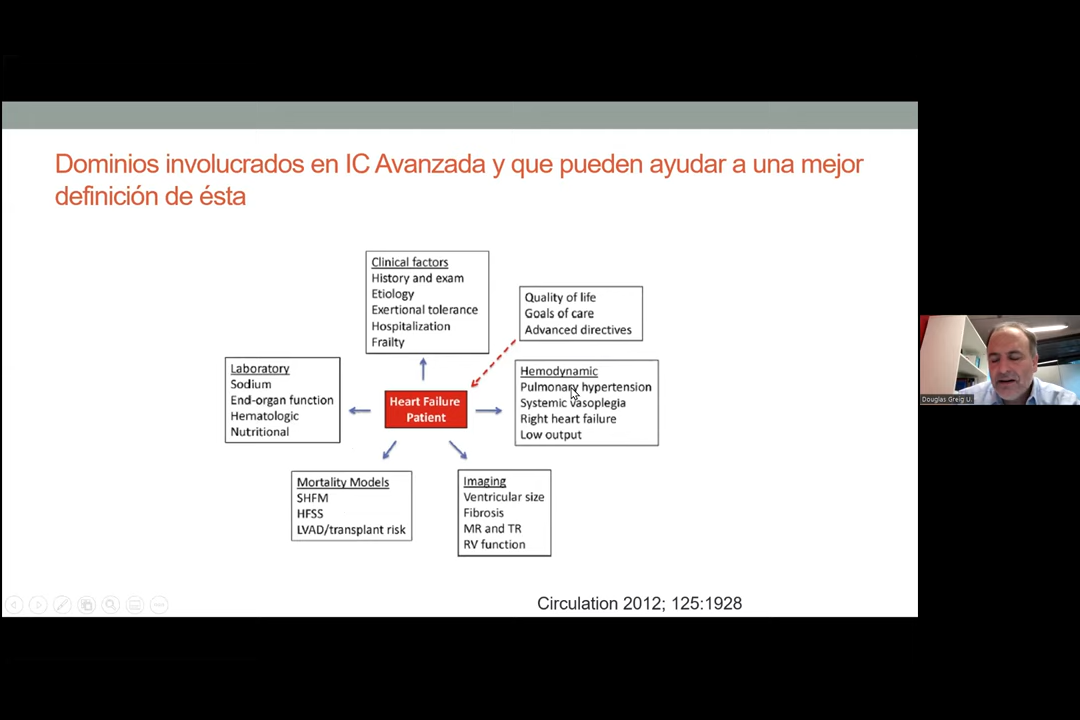 Dominios involucrados en IC Avanzada y que pueden ayudar a una mejor
definición de ésta
Clinical factors
History and exam
Etiology
Exertional tolerance
Hospitalization
Frailty
Quality of life
Goals of care
Advanced directives
Laboratory
Sodium
End-organ function
Hematologic
Nutritional
Heart Failure
Patient
Hemodynamic
Pulmonary hypertension
Systemic vasoplegia
Right heart failure
Low output
Mortality Models
SHFM
HFSS
LVAD/transplant risk
Imaging
Ventricular size
Fibrosis
MR and TR
RV function
Circulation 2012; 125:1928
Douglas Greig U.